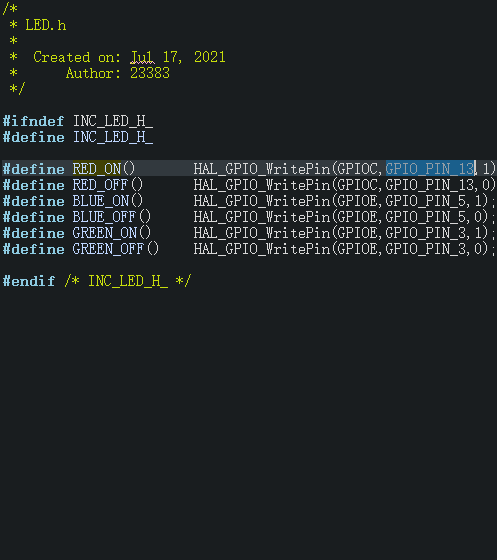 /*
 * LED.h
 *
 *  Created on: Jul 17, 2021
 *      Author: 23383
 */
#ifndef INC_LED_H_
#define INC_LED_H_
#define RED_ON()       HAL_GPIO_WritePin(GPIOC,GPIO_PIN_13,1)
#define RED_OFF()      HAL_GPIO_WritePin(GPIOC,GPIO_PIN_13,0)
#define BLUE_ON()      HAL_GPIO_WritePin(GPIOE,GPIO_PIN_5,1);
#define BLUE_OFF()     HAL_GPIO_WritePin(GPIOE,GPIO_PIN_5,0);
#define GREEN_ON()     HAL_GPIO_WritePin(GPIOE,GPIO_PIN_3,1);
#define GREEN_OFF()    HAL_GPIO_WritePin(GPIOE,GPIO_PIN_3,0);
#endif /* INC_LED_H_ */